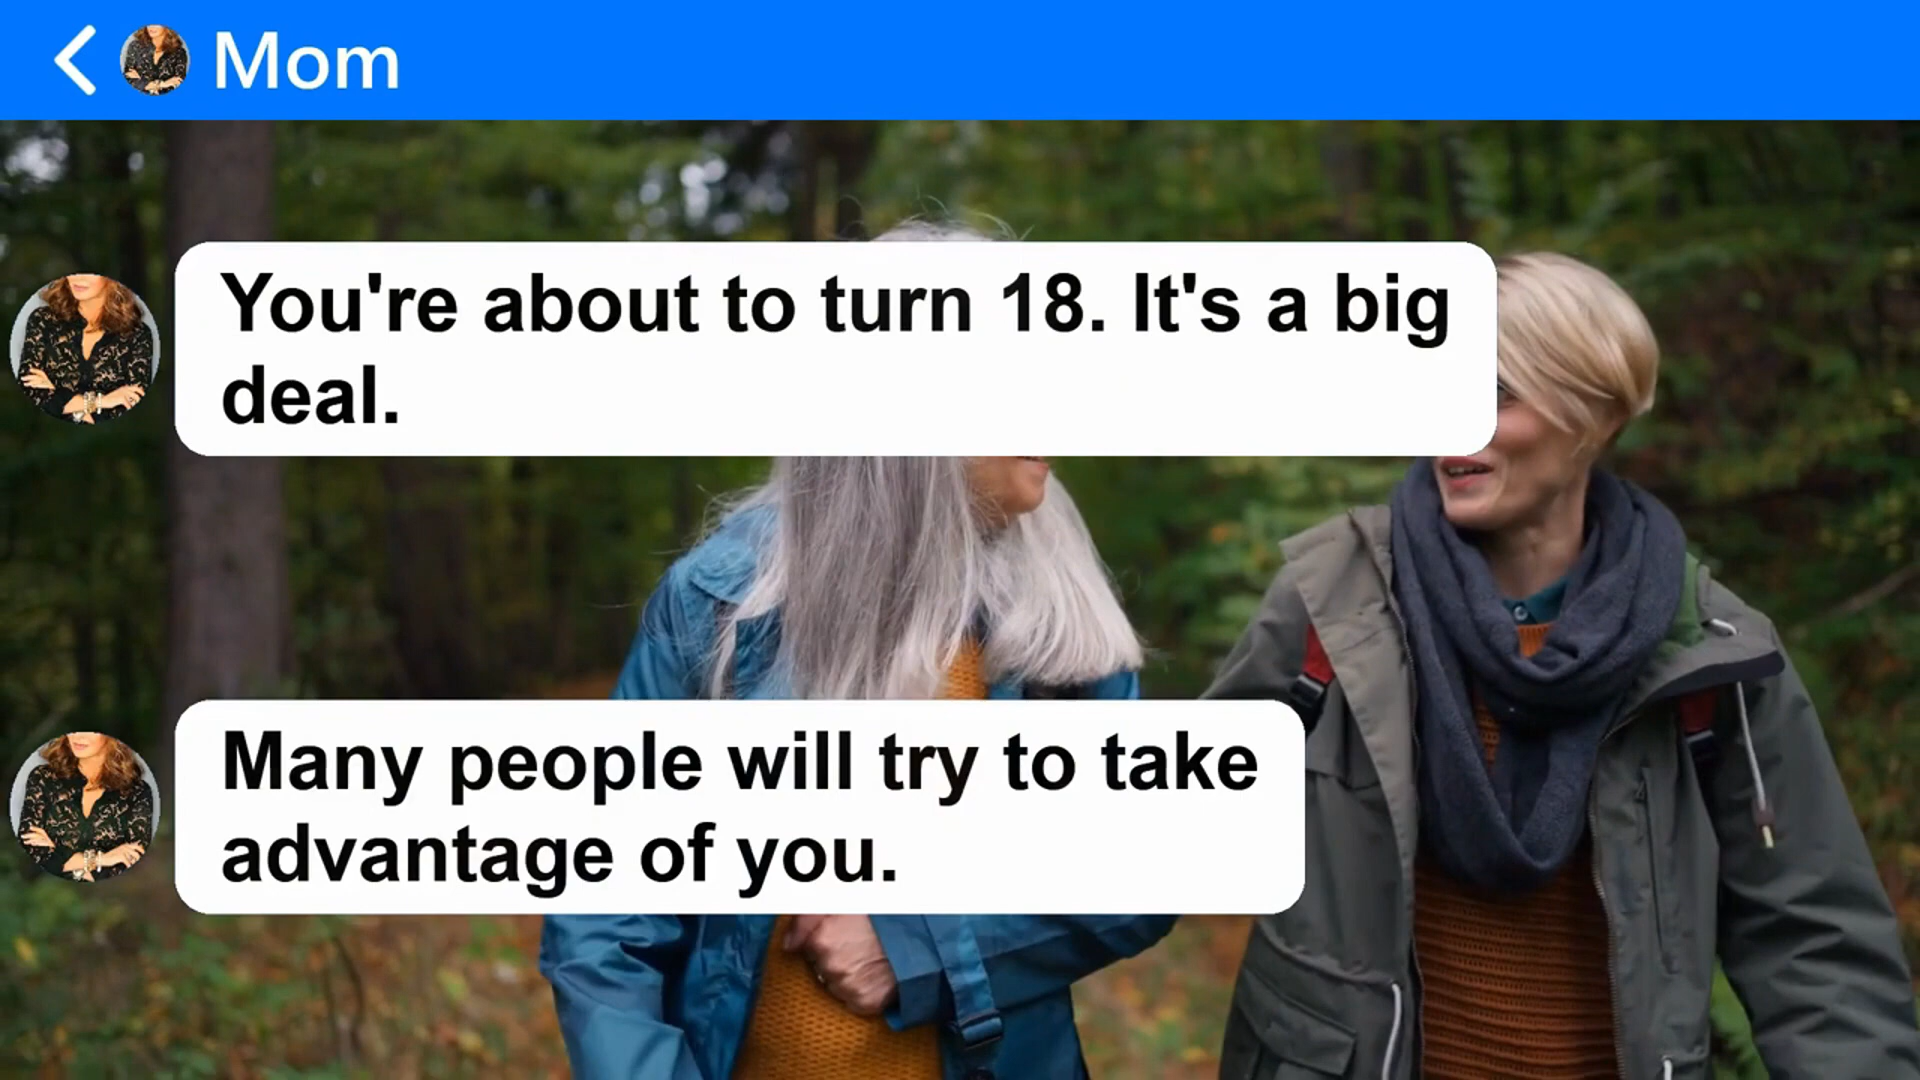 Mom
You're about to turn 18. It's a big
deal.
Many people will try to take
advantage of you.